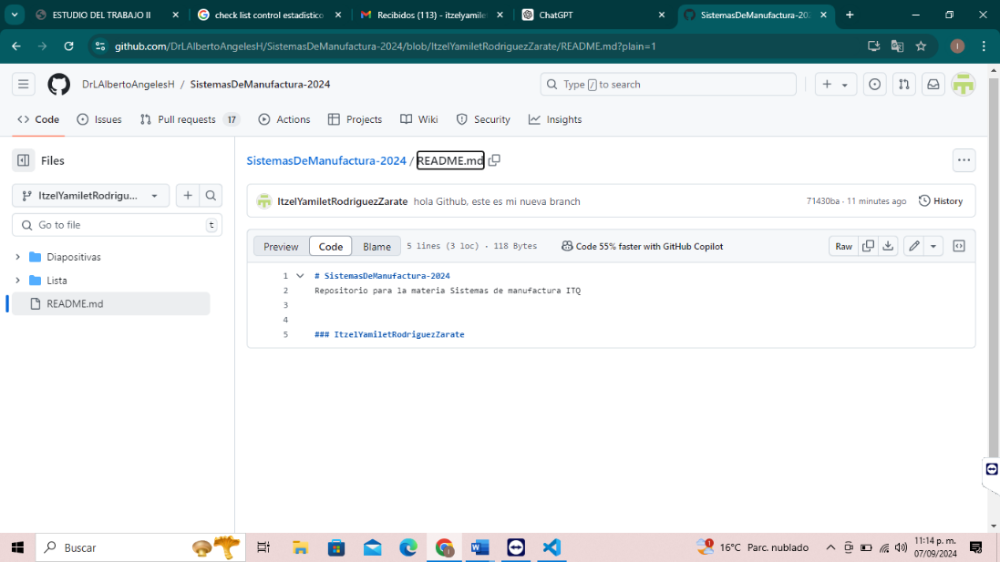 ESTUDIO DEL TRABAJO II
check list control estadistico
Recibidos (113) - itzelyamilet
ChatGPT
SistemasDeManufactura-202
github.com/DrLAlbertoAngelesH/SistemasDeManufactura-2024/blob/ItzelYamiletRodriguezZarate/README.md?plain=1
I
DrLAlbertoAngelesH / SistemasDeManufactura-2024
Type / to search
Code
Issues
Pull requests 17
Actions
Projects
Wiki
Security
Insights
Files
SistemasDeManufactura-2024 / README.md
ItzelYamiletRodrigu...
ItzelYamiletRodriguezZarate hola Github, este es mi nueva branch
71430ba · 11 minutes ago
History
Go to file t
Preview
Code
Blame
5 lines (3 loc) · 118 Bytes
Code 55% faster with GitHub Copilot
Raw
Diapositivas
Lista
README.md
1 # SistemasDeManufactura-2024
2 Repositorio para la materia Sistemas de manufactura ITQ
3
4
5 ### ItzelYamiletRodriguezZarate
Buscar
16°C Parc. nublado
11:14 p. m.
07/09/2024